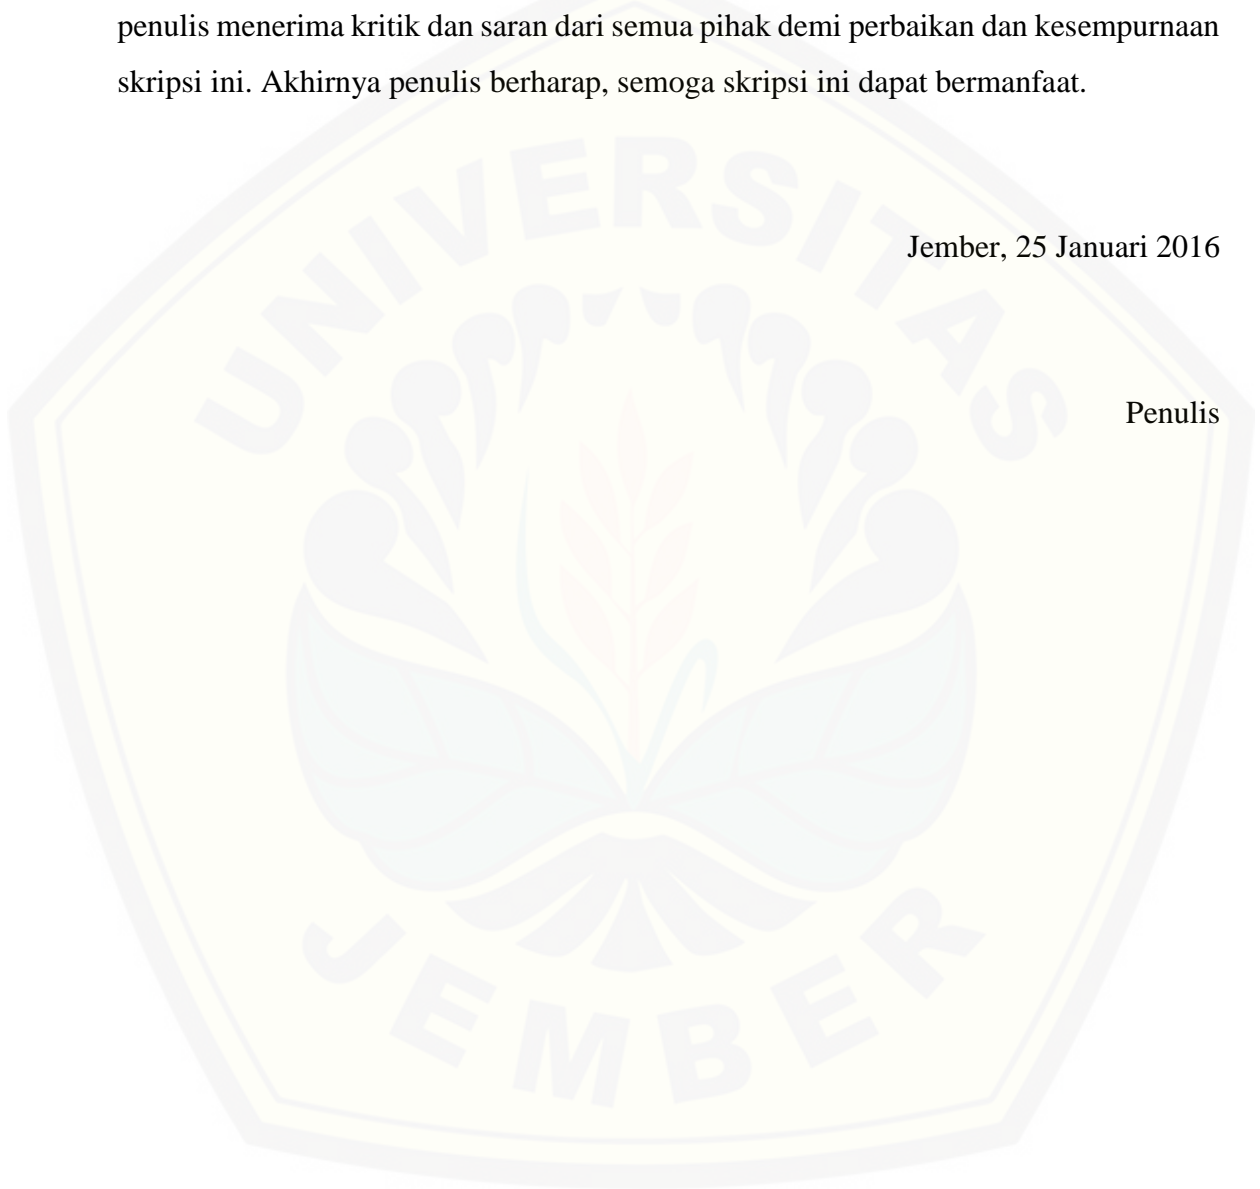 penulis menerima kritik dan saran dari semua pihak demi perbaikan dan kesempurnaan
skripsi ini. Akhirnya penulis berharap, semoga skripsi ini dapat bermanfaat.
UNIVERSITAS
Jember, 25 Januari 2016
Penulis
JEMBER